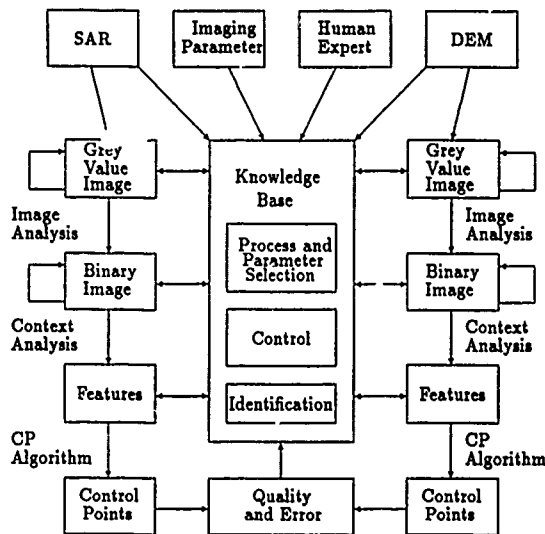 SAR
Imaging
Parameter
Human
Expert
DEM
Grey
Value
Image
Knowledge
Base
Grey
Value
Image
Image
Analysis
Process and
Parameter
Selection
Image
Analysis
Binary
Image
Binary
Image
Context
Analysis
Control
Context
Analysis
Features
Identification
Features
CP
Algorithm
CP
Algorithm
Control
Points
Quality
and Error
Control
Points